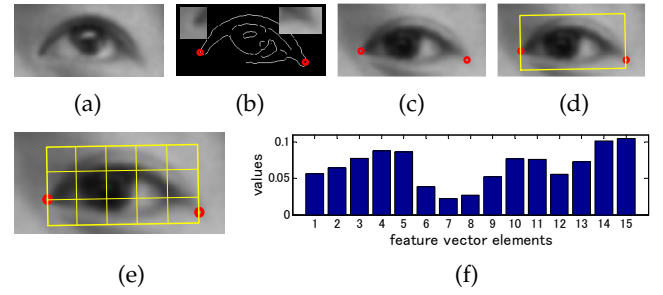 (a)
(b)
(c)
(d)
0.1
0.05
0
values
1 2 3 4 5 6 7 8 9 10 11 12 13 14 15
feature vector elements
(e)
(f)